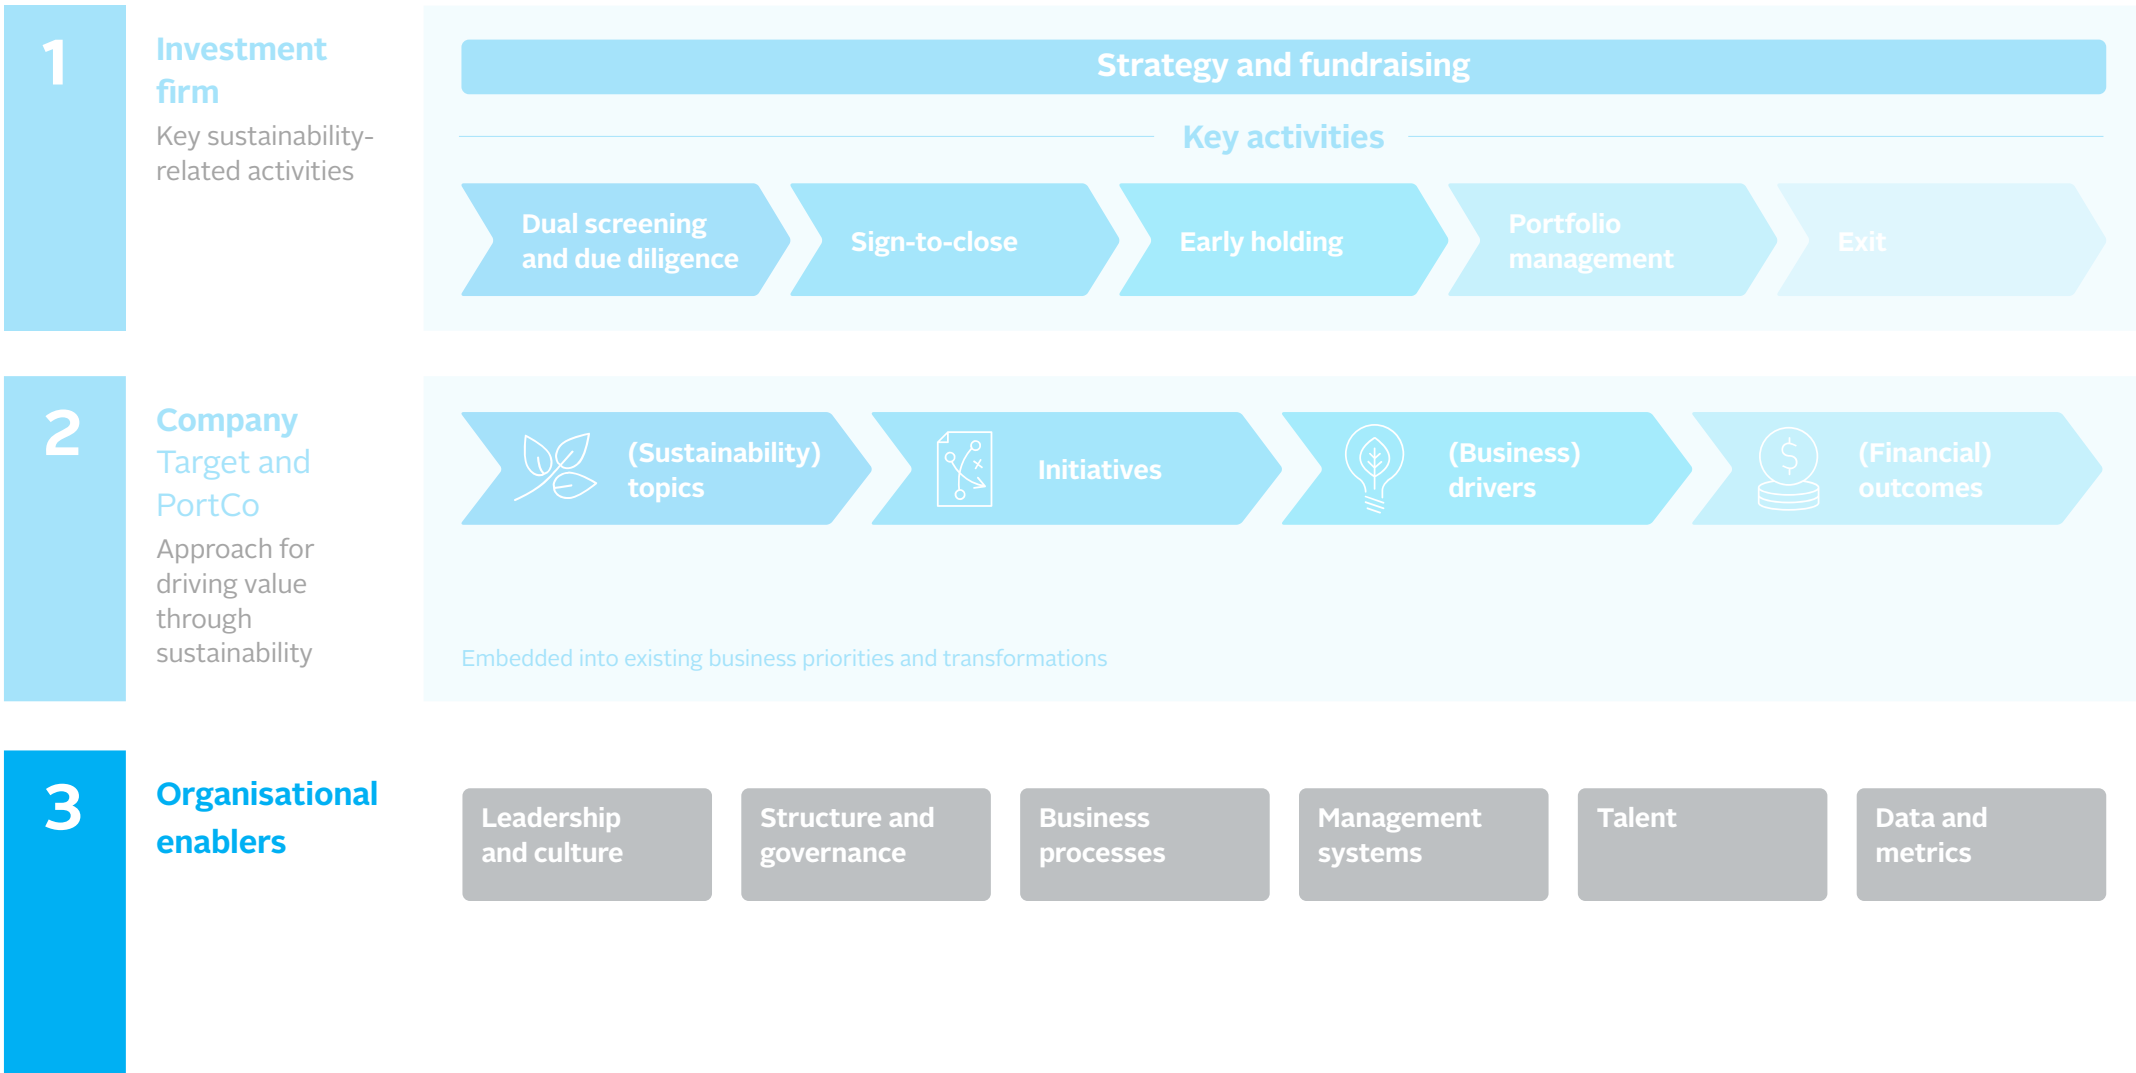 1
Investment
firm
Key sustainability-
related activities
Strategy and fundraising
Key activities
Dual screening
and due diligence
Sign-to-close
Early holding
Portfolio
management
Exit
2
Company
Target and
PortCo
Approach for
driving value
through
sustainability
(Sustainability)
topics
Initiatives
(Business)
drivers
$
(Financial)
outcomes
Embedded into existing business priorities and transformations
3
Organisational
enablers
Leadership
and culture
Structure and
governance
Business
processes
Management
systems
Talent
Data and
metrics